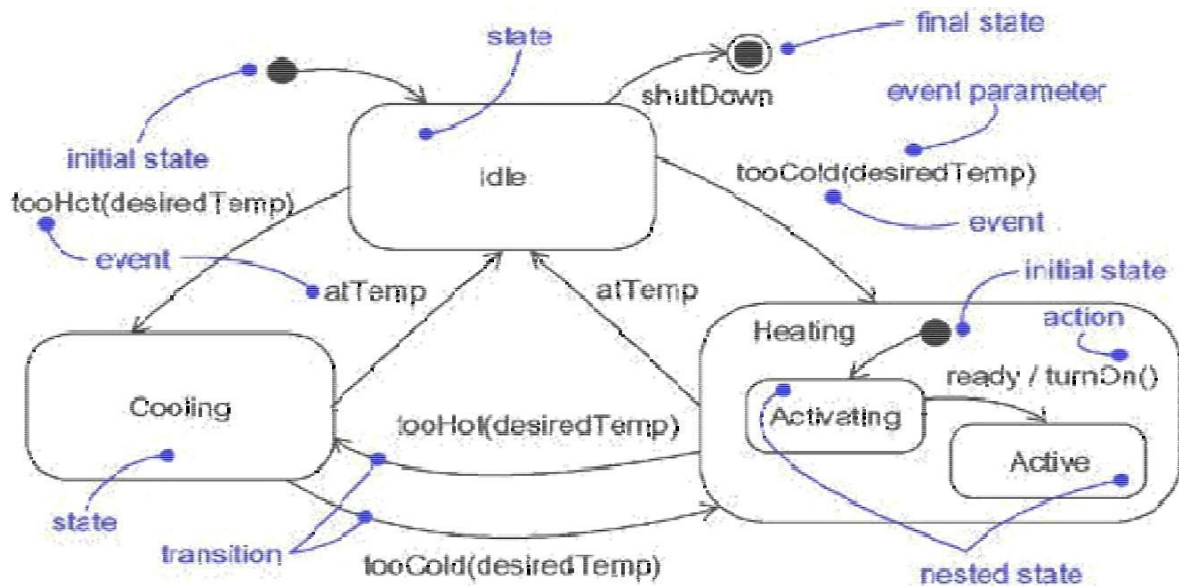 state
final state
shutDown
event parameter
initial state
Idle
tooCold(desiredTemp)
tooHot(desiredTemp)
event
event
atTemp
atTemp
initial state
Heating
action
ready / turnOn()
Cooling
tooHot(desiredTemp)
Activating
Active
state
transition
tooCold(desiredTemp)
nested state